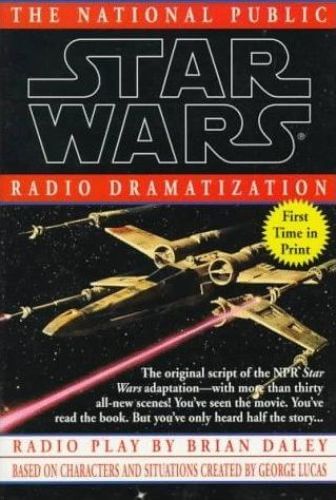 THE NATIONAL PUBLIC
STAR
WARS®
RADIO DRAMATIZATION
First
Time in
Print
The original script of the NPR Star
Wars adaptation—with more than thirty
all-new scenes! You've seen the movie. You've
read the book. But you've only heard half the story...
RADIO PLAY BY BRIAN DALEY
BASED ON CHARACTERS AND SITUATIONS CREATED BY GEORGE LUCAS